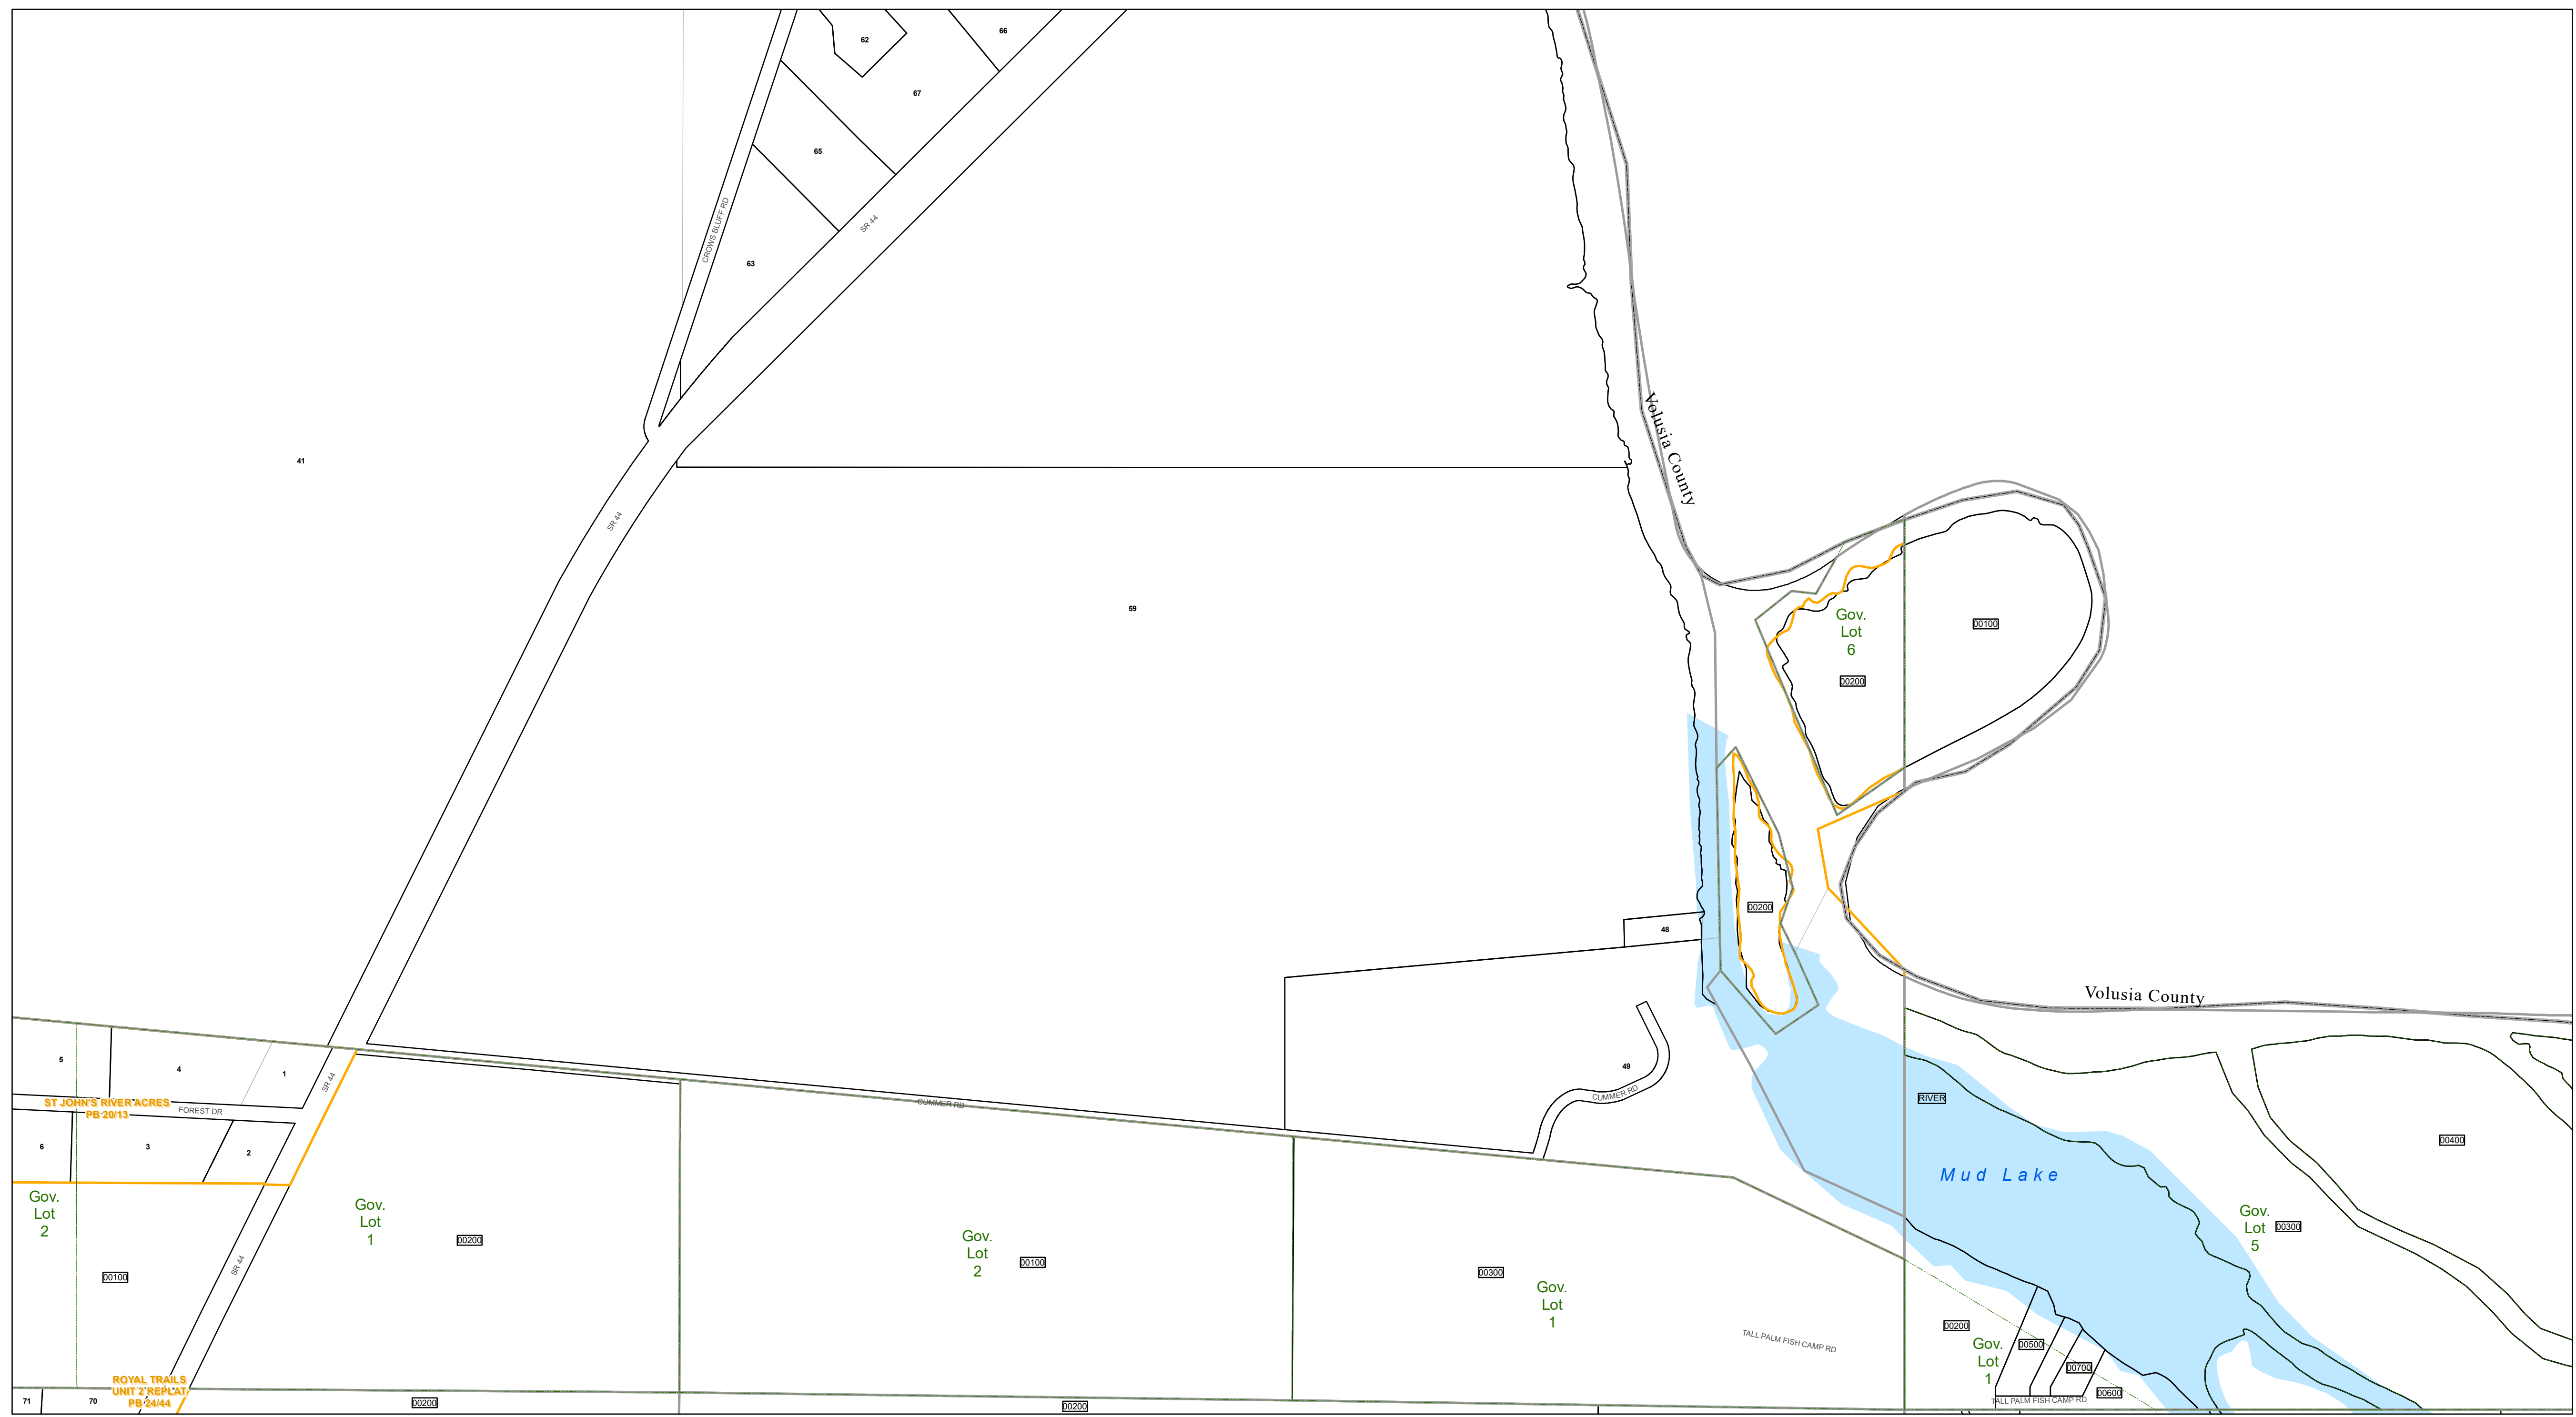 62
66
67
65
SR 44
CROWS BLUFF RD
63
Volusia County
41
SR 44
59
Gov.
Lot
6
00100
00200
00200
48
Volusia County
5
4
1
SR 44
49
CUMMER RD
CUMMER RD
RIVER
ST JOHN'S RIVER ACRES
PB 20/13
FOREST DR
6
3
2
00400
Mud Lake
Gov.
Lot
2
Gov.
Lot
1
00200
Gov.
Lot
2
00100
00300
Gov.
Lot
1
Gov.
Lot
5
00300
SR 44
00100
TALL PALM FISH CAMP RD
00200
Gov.
Lot
1
00500
00700
00600
TALL PALM FISH CAMP RD
ROYAL TRAILS
UNIT 2 REPLAT
PB 24/44
71
70
00200
00200